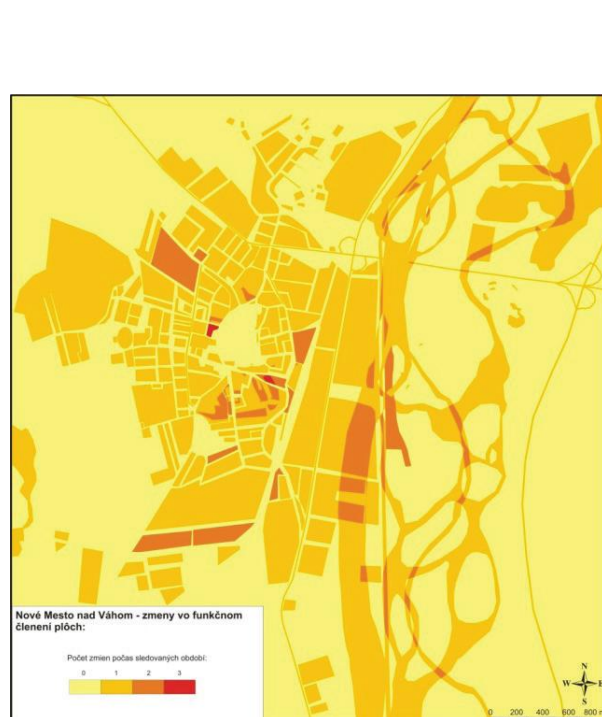 Nové Mesto nad Váhom - zmeny vo funkčnom
členení plôch:
Počet zmien počas sledovaných období:
0 1 2 3
N
W E
S
0 200 400 600 800 m